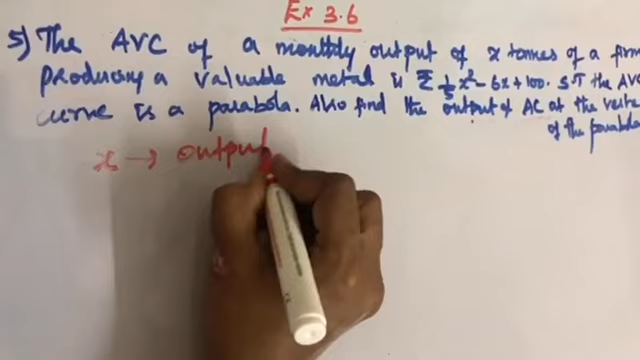 Ex 3.6
5) The AVC of a monthly output of x tonnes of a firm
producing a valuable metal is ₹ 1/5 x² - 6x + 100. S.T the AVC
curve is a parabola. Also find the output & AC at the vertex
of the parabola
x → output